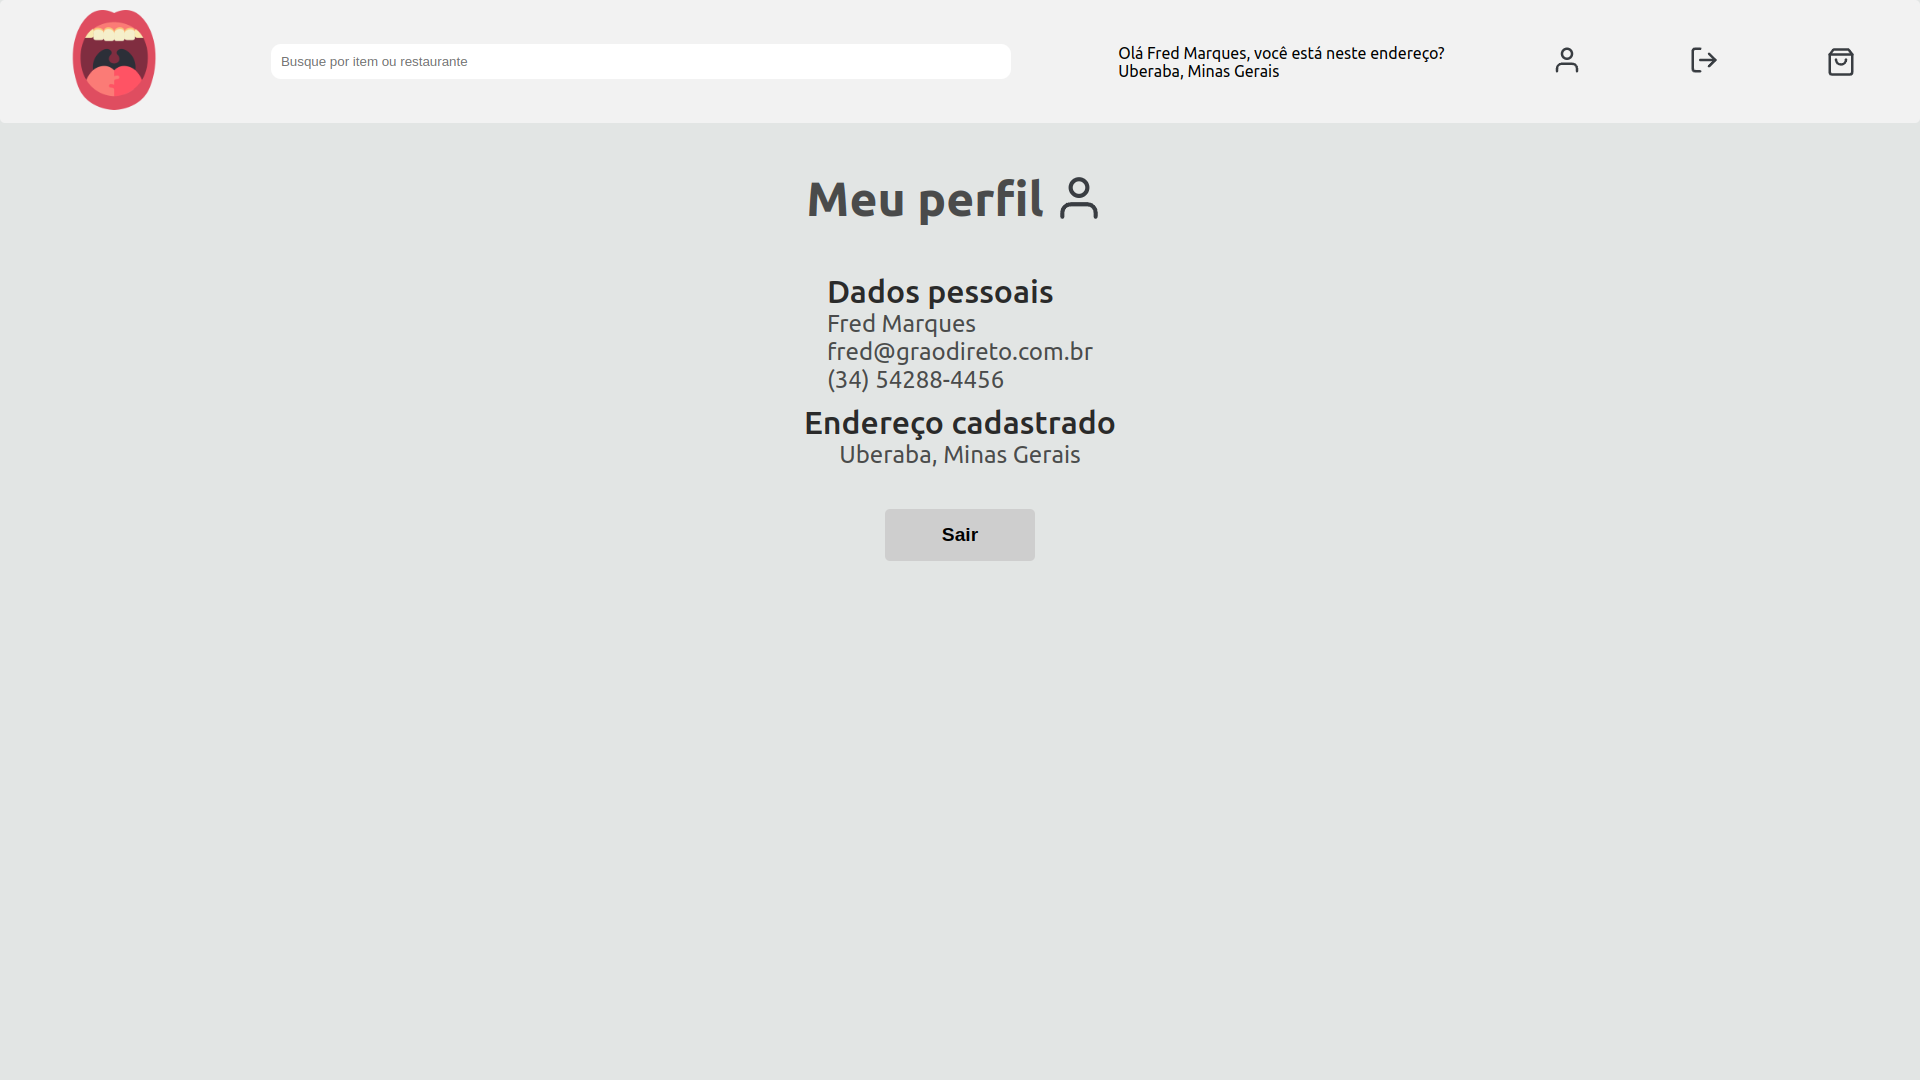 Busque por item ou restaurante
Olá Fred Marques, você está neste endereço?
Uberaba, Minas Gerais
Meu perfil
Dados pessoais
Fred Marques
fred@graodireto.com.br
(34) 54288-4456
Endereço cadastrado
Uberaba, Minas Gerais
Sair